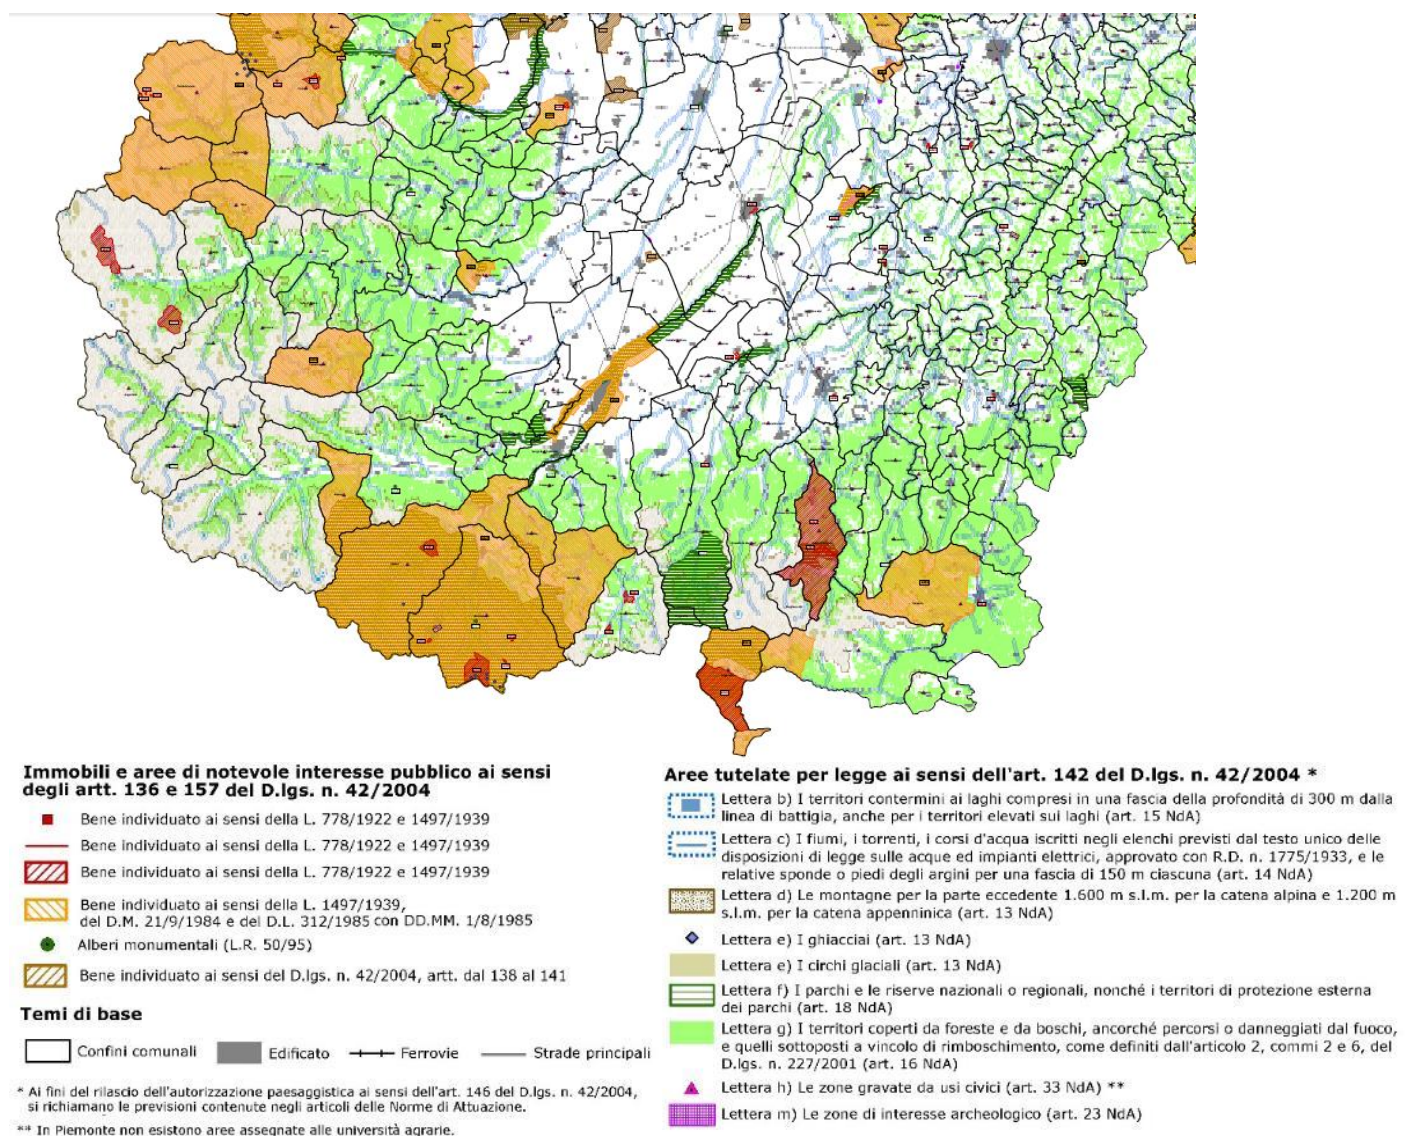 Immobili e aree di notevole interesse pubblico ai sensi
degli artt. 136 e 157 del D.lgs. n. 42/2004
Bene individuato ai sensi della L. 778/1922 e 1497/1939
Bene individuato ai sensi della L. 778/1922 e 1497/1939
Bene individuato ai sensi della L. 778/1922 e 1497/1939
Bene individuato ai sensi della L. 1497/1939,
del D.M. 21/9/1984 e del D.L. 312/1985 con DD.MM. 1/8/1985
Alberi monumentali (L.R. 50/95)
Bene individuato ai sensi del D.lgs. n. 42/2004, artt. dal 138 al 141
Temi di base
Confini comunali
Edificato
Ferrovie
Strade principali
* Ai fini del rilascio dell'autorizzazione paesaggistica ai sensi dell'art. 146 del D.lgs. n. 42/2004,
si richiamano le previsioni contenute negli articoli delle Norme di Attuazione.
** In Piemonte non esistono aree assegnate alle università agrarie.
Aree tutelate per legge ai sensi dell'art. 142 del D.lgs. n. 42/2004 *
Lettera b) I territori contermini ai laghi compresi in una fascia della profondità di 300 m dalla
linea di battigia, anche per i territori elevati sui laghi (art. 15 NdA)
Lettera c) I fiumi, i torrenti, i corsi d'acqua iscritti negli elenchi previsti dal testo unico delle
disposizioni di legge sulle acque ed impianti elettrici, approvato con R.D. n. 1775/1933, e le
relative sponde o piedi degli argini per una fascia di 150 m ciascuna (art. 14 NdA)
Lettera d) Le montagne per la parte eccedente 1.600 m s.l.m. per la catena alpina e 1.200 m
s.l.m. per la catena appenninica (art. 13 NdA)
Lettera e) I ghiacciai (art. 13 NdA)
Lettera e) I circhi glaciali (art. 13 NdA)
Lettera f) I parchi e le riserve nazionali o regionali, nonché i territori di protezione esterna
dei parchi (art. 18 NdA)
Lettera g) I territori coperti da foreste e da boschi, ancorché percorsi o danneggiati dal fuoco,
e quelli sottoposti a vincolo di rimboschimento, come definiti dall'articolo 2, commi 2 e 6, del
D.lgs. n. 227/2001 (art. 16 NdA)
Lettera h) Le zone gravate da usi civici (art. 33 NdA) **
Lettera m) Le zone di interesse archeologico (art. 23 NdA)